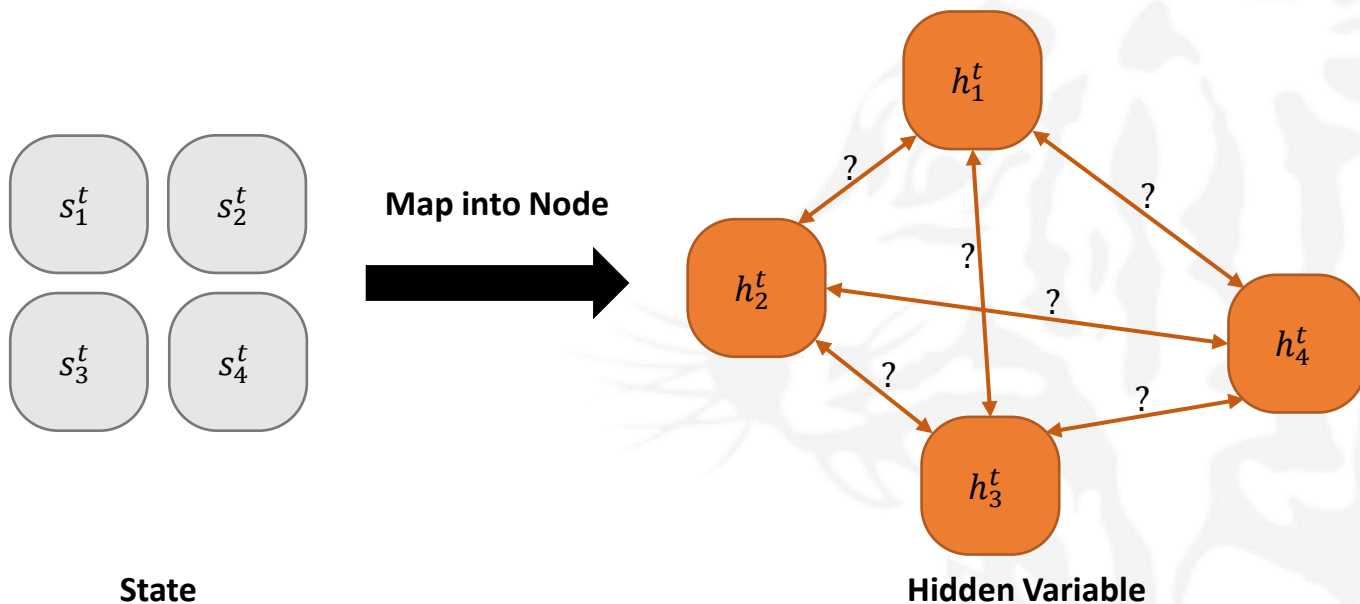 $h_1^t$
?
?
$s_1^t$ $s_2^t$
Map into Node
?
$h_2^t$
?
$s_3^t$ $s_4^t$
$h_4^t$
?
?
$h_3^t$
State
Hidden Variable